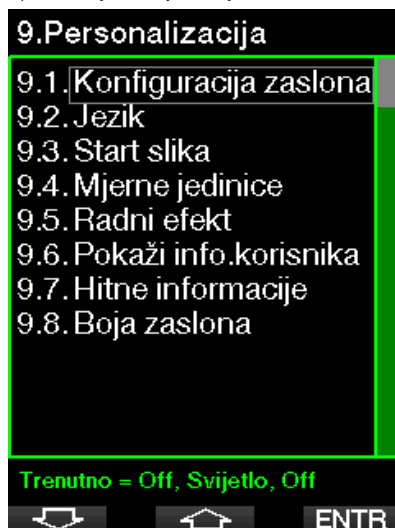 9.Personalizacija
9.1.Konfiguracija zaslona
9.2.Jezik
9.3.Start slika
9.4.Mjerne jedinice
9.5.Radni efekt
9.6.Pokaži info.korisnika
9.7.Hitne informacije
9.8.Boja zaslona
Trenutno = Off, Svijetlo, Off
ENTR